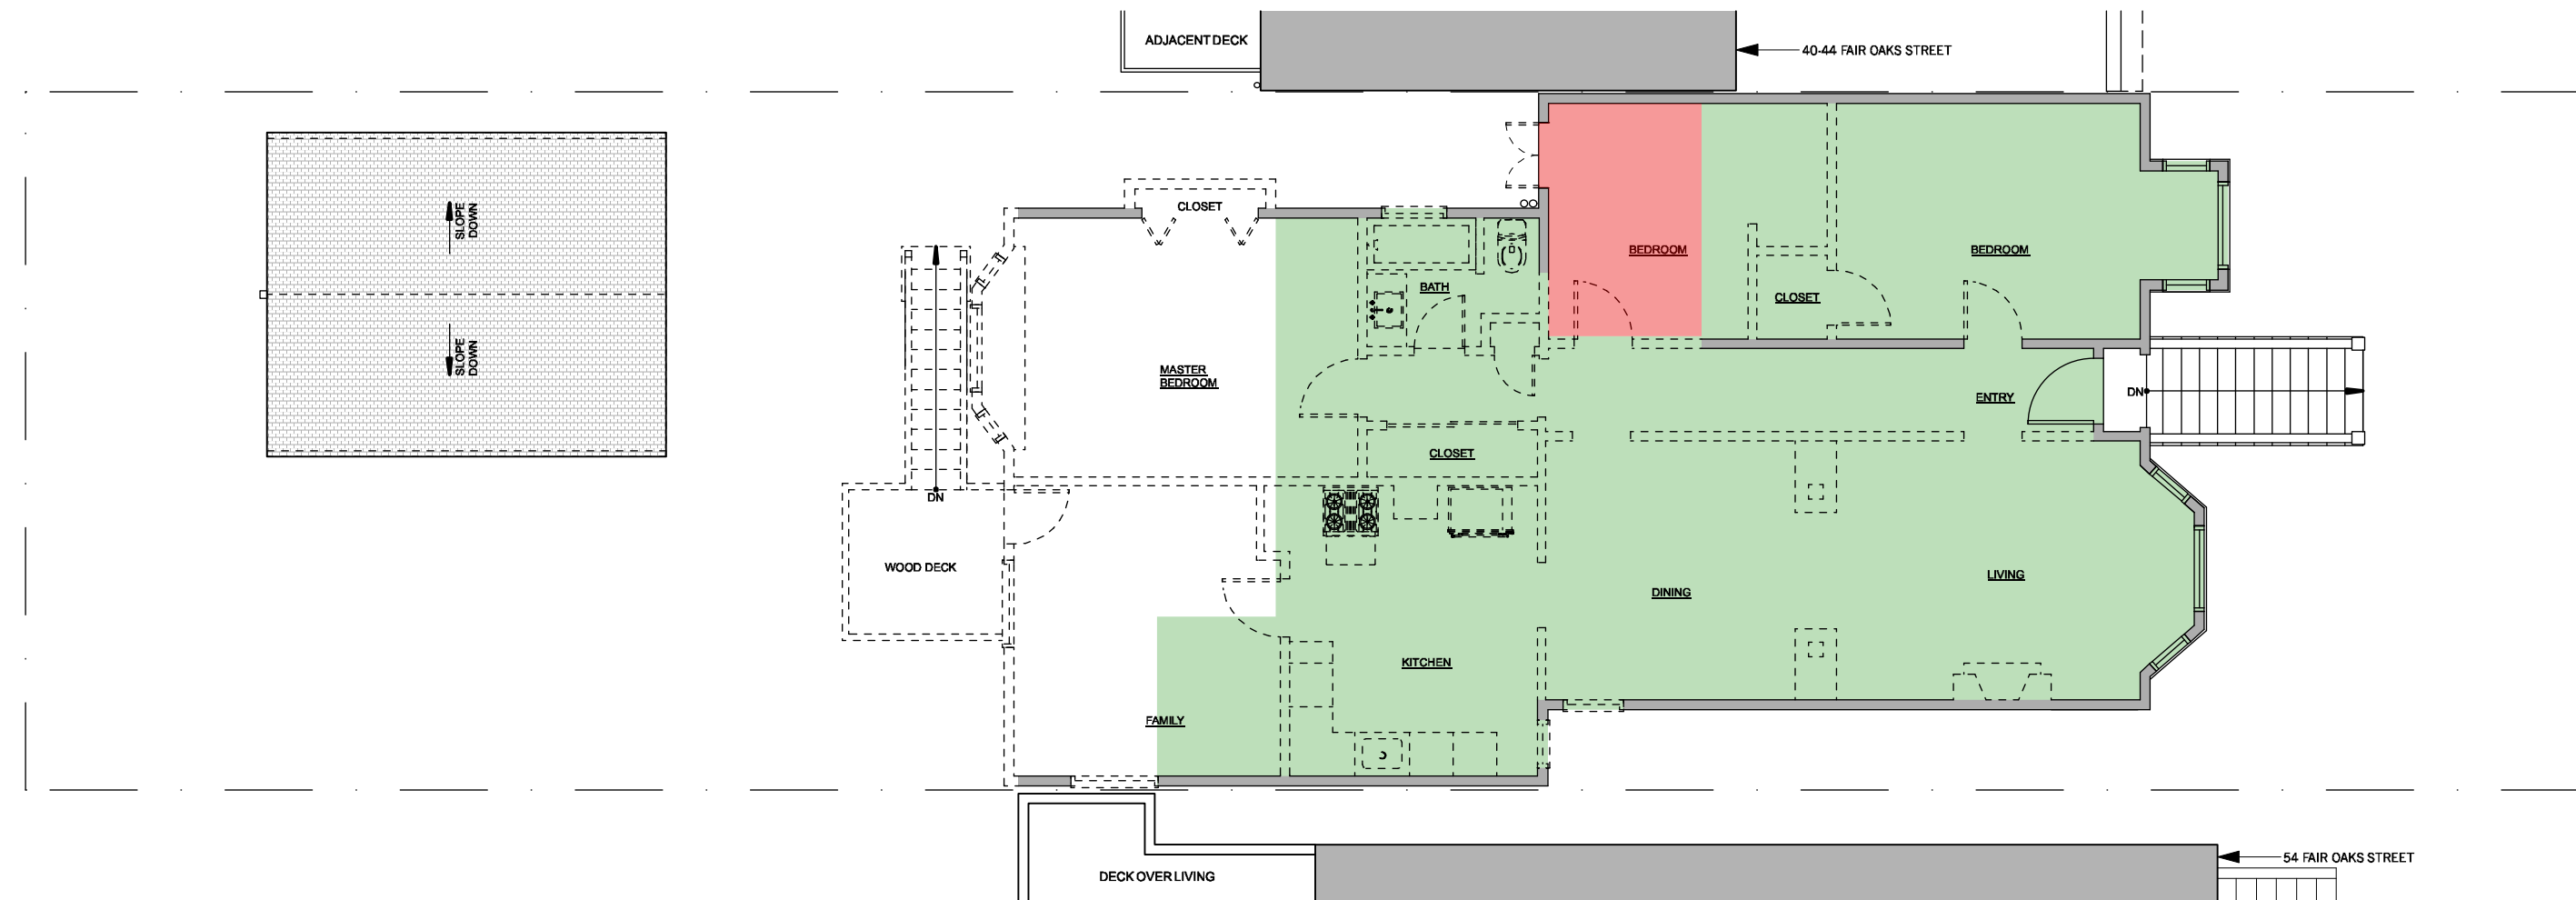 ADJACENT DECK
40-44 FAIR OAKS STREET
SLOPE
DOWN
SLOPE
DOWN
CLOSET
BATH
BEDROOM
CLOSET
BEDROOM
MASTER
BEDROOM
ENTRY
DN
CLOSET
DN
WOOD DECK
DINING
LIVING
KITCHEN
FAMILY
DECK OVER LIVING
54 FAIR OAKS STREET